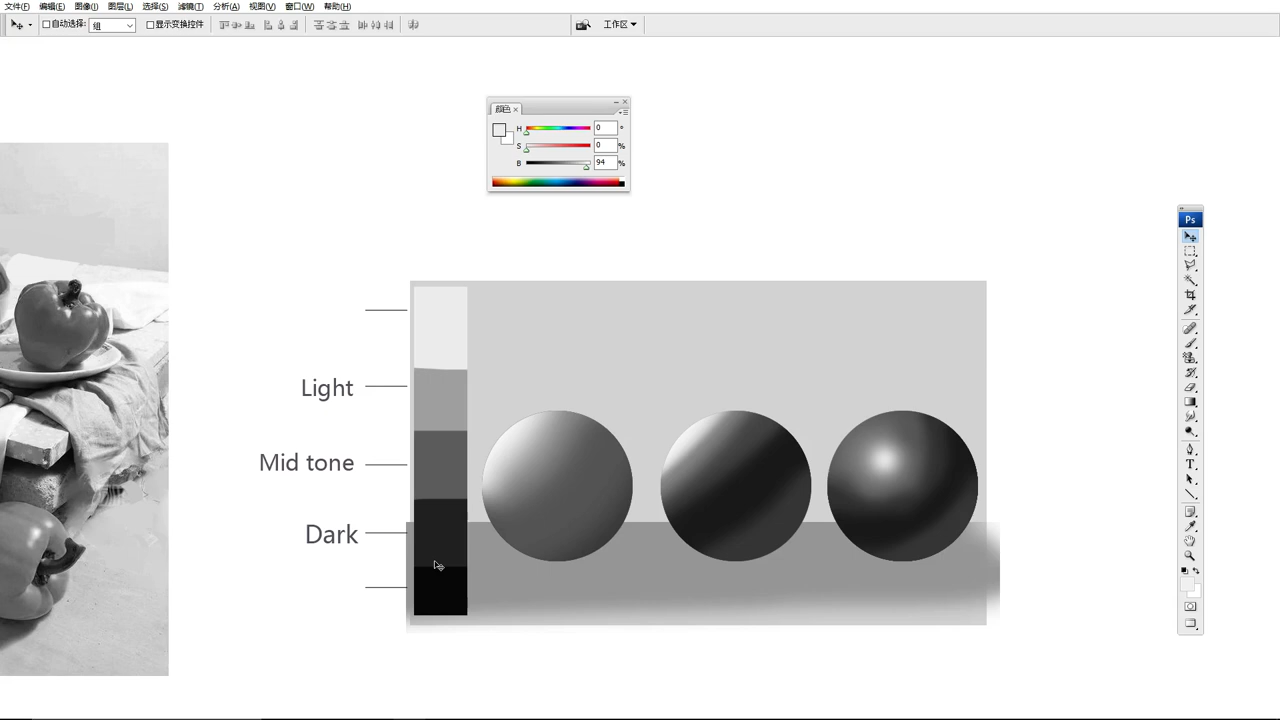 文件(F) 编辑(E) 图像(I) 图层(L) 选择(S) 滤镜(T) 分析(A) 视图(V) 窗口(W) 帮助(H)
自动选择: 组 显示变换控件 工作区
颜色
H 0 °
S 0 %
B 94 %
Ps
T
Light
Mid tone
Dark